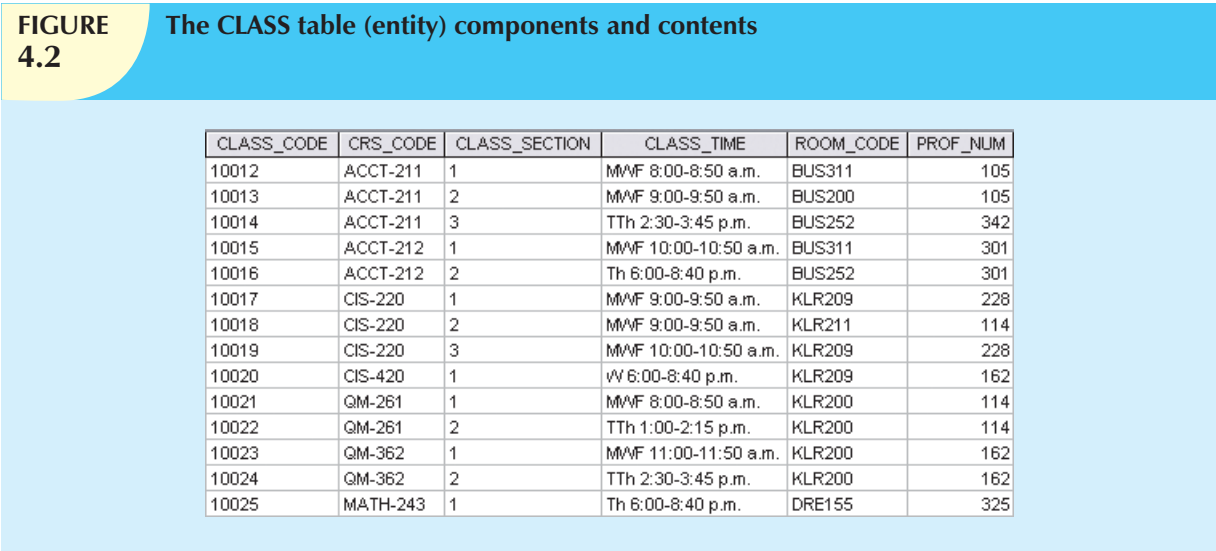 FIGURE 4.2
The CLASS table (entity) components and contents
CLASS_CODE CRS_CODE CLASS_SECTION CLASS_TIME ROOM_CODE PROF_NUM
10012 ACCT-211 1 MWF 8:00-8:50 a.m. BUS311 105
10013 ACCT-211 2 MWF 9:00-9:50 a.m. BUS200 105
10014 ACCT-211 3 TTh 2:30-3:45 p.m. BUS252 342
10015 ACCT-212 1 MWF 10:00-10:50 a.m. BUS311 301
10016 ACCT-212 2 Th 6:00-8:40 p.m. BUS252 301
10017 CIS-220 1 MWF 9:00-9:50 a.m. KLR209 228
10018 CIS-220 2 MWF 9:00-9:50 a.m. KLR211 114
10019 CIS-220 3 MWF 10:00-10:50 a.m. KLR209 228
10020 CIS-420 1 W 6:00-8:40 p.m. KLR209 162
10021 QM-261 1 MWF 8:00-8:50 a.m. KLR200 114
10022 QM-261 2 TTh 1:00-2:15 p.m. KLR200 114
10023 QM-362 1 MWF 11:00-11:50 a.m. KLR200 162
10024 QM-362 2 TTh 2:30-3:45 p.m. KLR200 162
10025 MATH-243 1 Th 6:00-8:40 p.m. DRE155 325